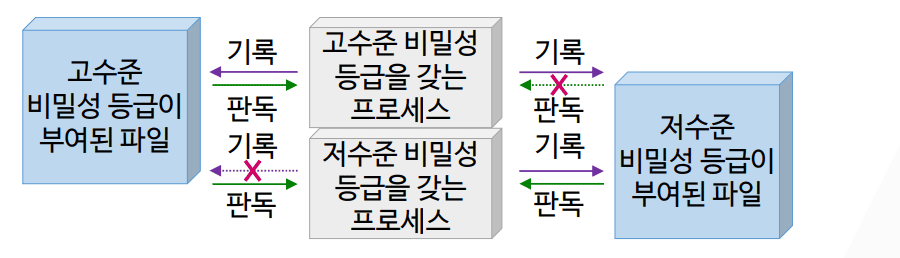 고수준
비밀성 등급이
부여된 파일
기록
판독
기록
판독
고수준 비밀성
등급을 갖는
프로세스
저수준 비밀성
등급을 갖는
프로세스
기록
판독
기록
판독
저수준
비밀성 등급이
부여된 파일